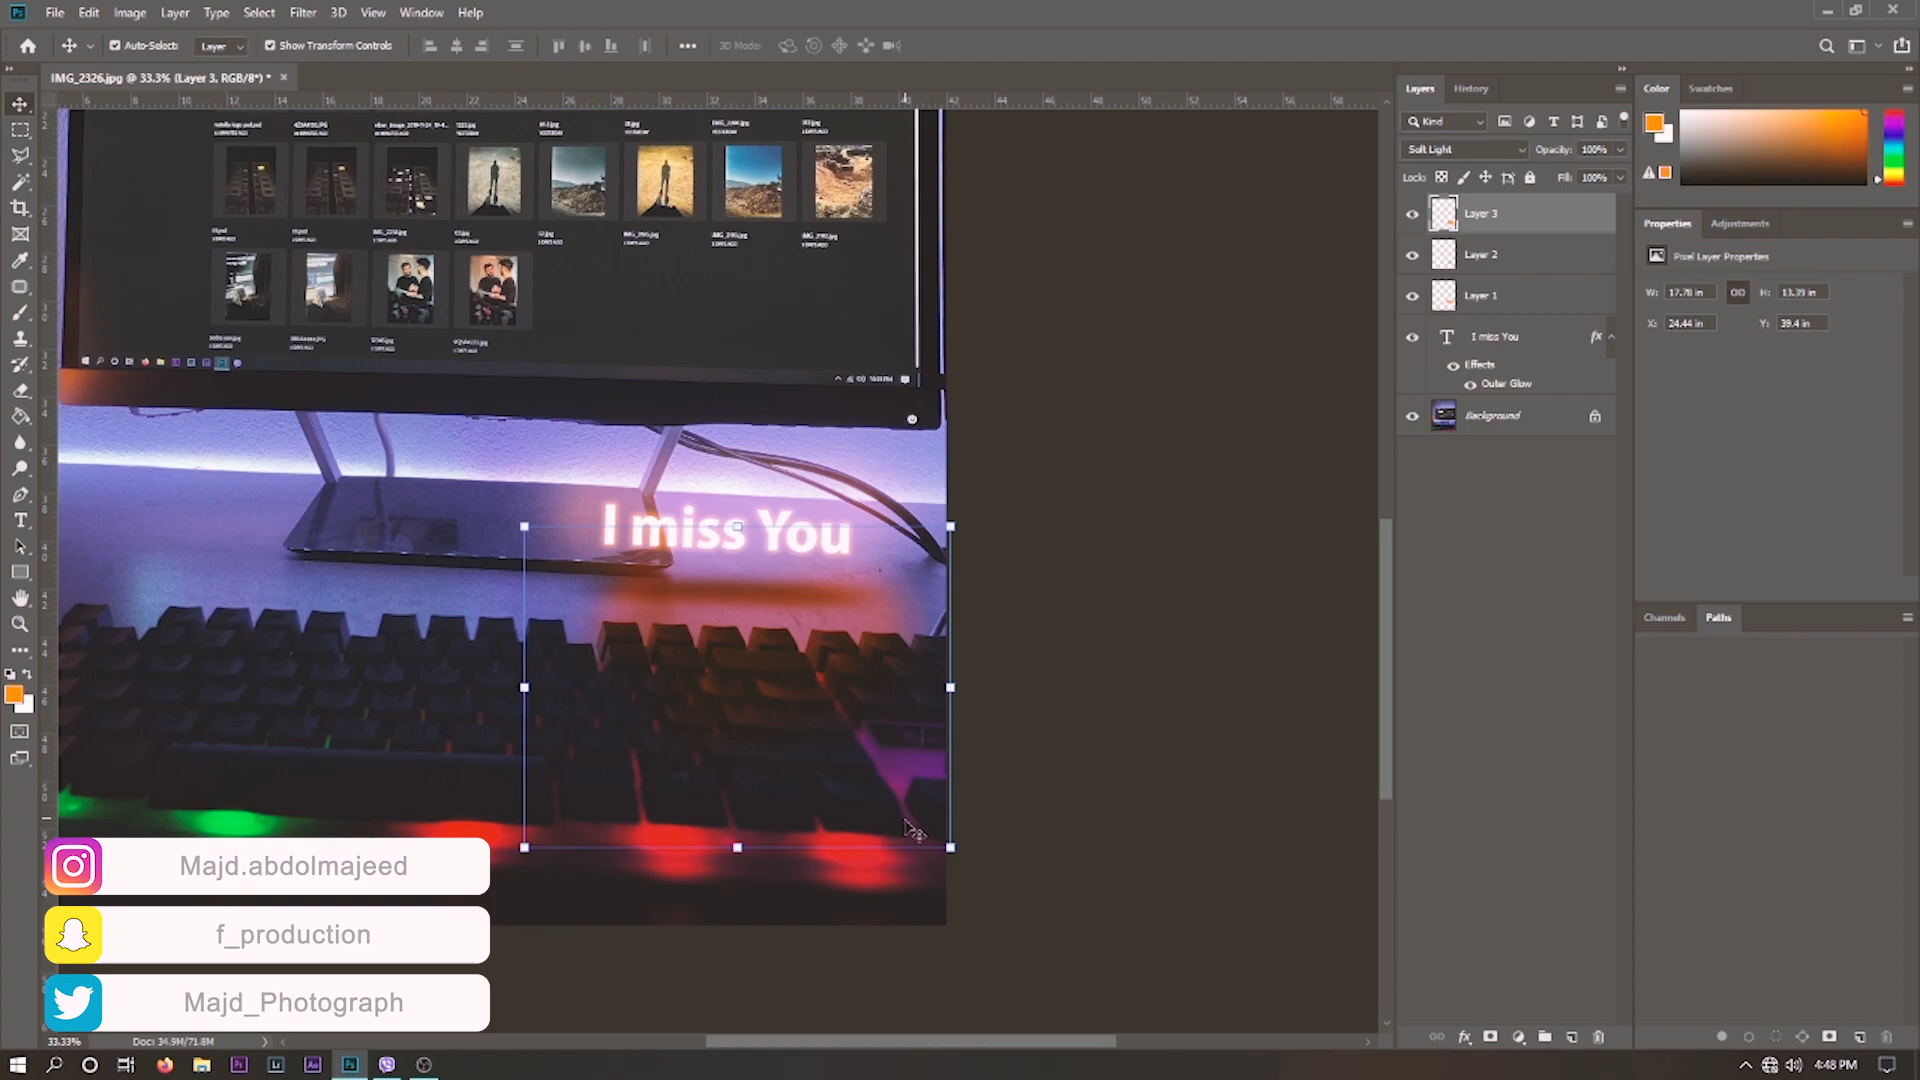 File Edit Image Layer Type Select Filter 3D View Window Help
Auto-Select: Layer Show Transform Controls 3D Mode:
IMG_2326.jpg @ 33.3% (Layer 3, RGB/8*) *
I miss You
Majd.abdolmajeed
f_production
Majd_Photograph
33.33% Doc: 34.9M/71.8M
Layers History
Kind
Soft Light Opacity: 100%
Lock: Fill: 100%
Layer 3
Layer 2
Layer 1
I miss You fx
Effects
Outer Glow
Background
Color Swatches
Properties Adjustments
Pixel Layer Properties
W: 17.78 in H: 13.39 in
X: 24.44 in Y: 39.4 in
Channels Paths
4:48 PM